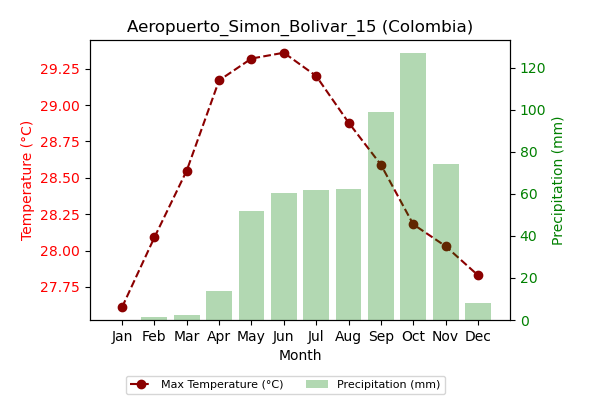 Aeropuerto_Simon_Bolivar_15 (Colombia)
29.25
29.00
28.75
28.50
28.25
28.00
27.75
Temperature (°C)
120
100
80
60
40
20
0
Precipitation (mm)
Jan Feb Mar Apr May Jun Jul Aug Sep Oct Nov Dec
Month
Max Temperature (°C) Precipitation (mm)